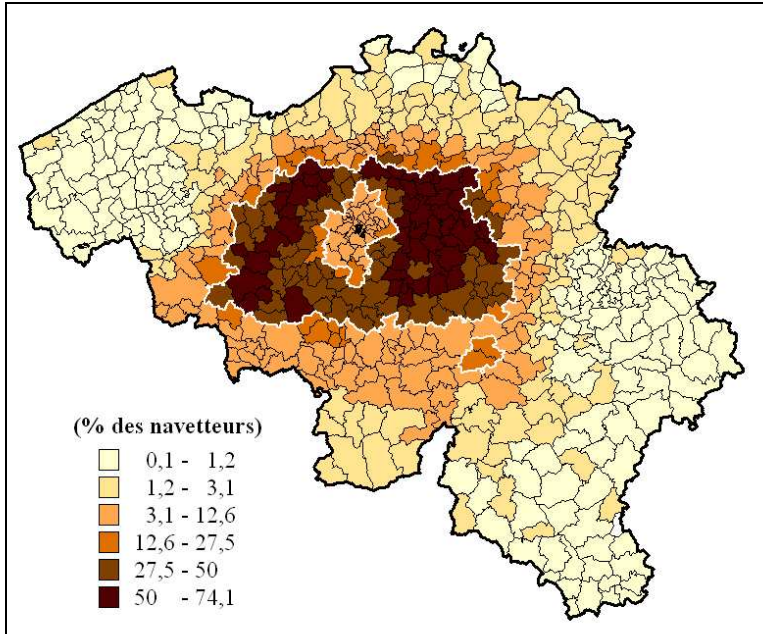 (% des navetteurs)
0,1 - 1,2
1,2 - 3,1
3,1 - 12,6
12,6 - 27,5
27,5 - 50
50 - 74,1